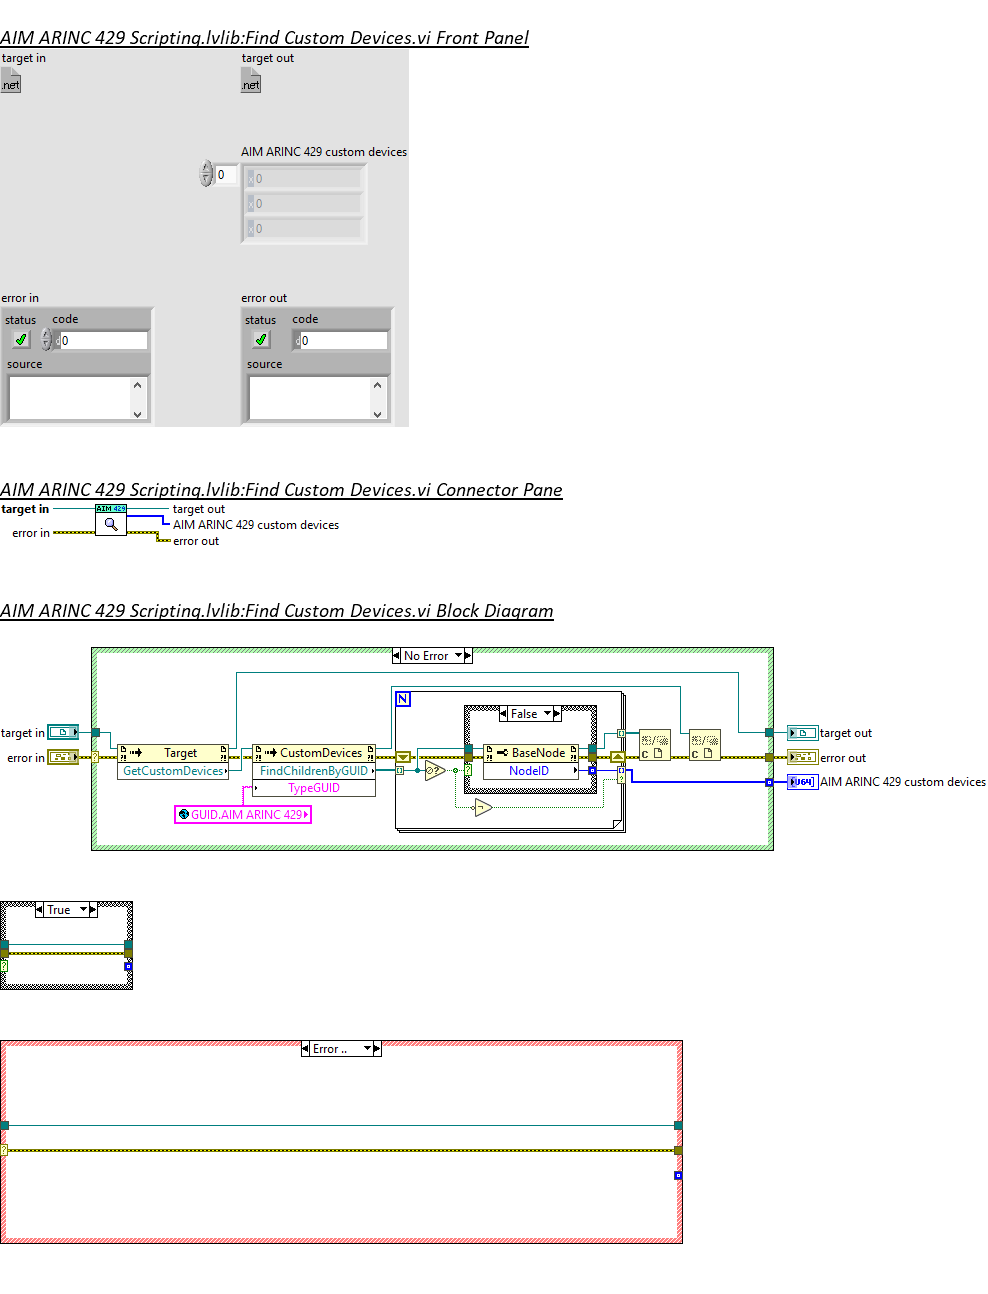 AIM ARINC 429 Scripting.lvlib:Find Custom Devices.vi Front Panel
target in
target out
.net
.net
AIM ARINC 429 custom devices
0
x 0
x 0
x 0
error in
error out
status
code
status
code
d 0
d 0
source
source
AIM ARINC 429 Scripting.lvlib:Find Custom Devices.vi Connector Pane
target in
AIM 429
target out
AIM ARINC 429 custom devices
error in
error out
AIM ARINC 429 Scripting.lvlib:Find Custom Devices.vi Block Diagram
No Error
N
False
target in
target out
error in
Target
CustomDevices
BaseNode
error out
GetCustomDevices
FindChildrenByGUID
NodeID
U64
AIM ARINC 429 custom devices
TypeGUID
GUID.AIM ARINC 429
C
C
True
?
Error ..
?